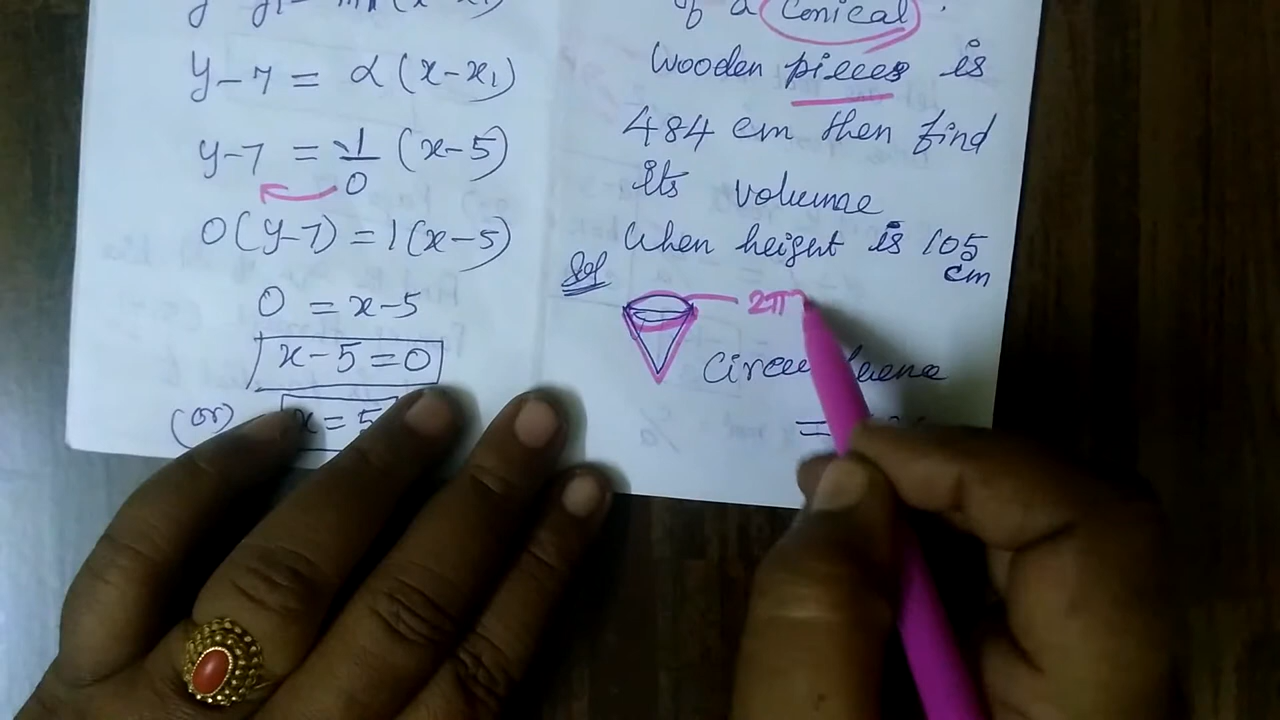 y-7 = α(x-x₁)
y-7 = 1/0 (x-5)
0(y-7) = 1(x-5)
0 = x-5
x-5=0
(or) x=5
of a Conical
Wooden pieces is
484 cm then find
its volume
When height is 105
cm
Sol
2π